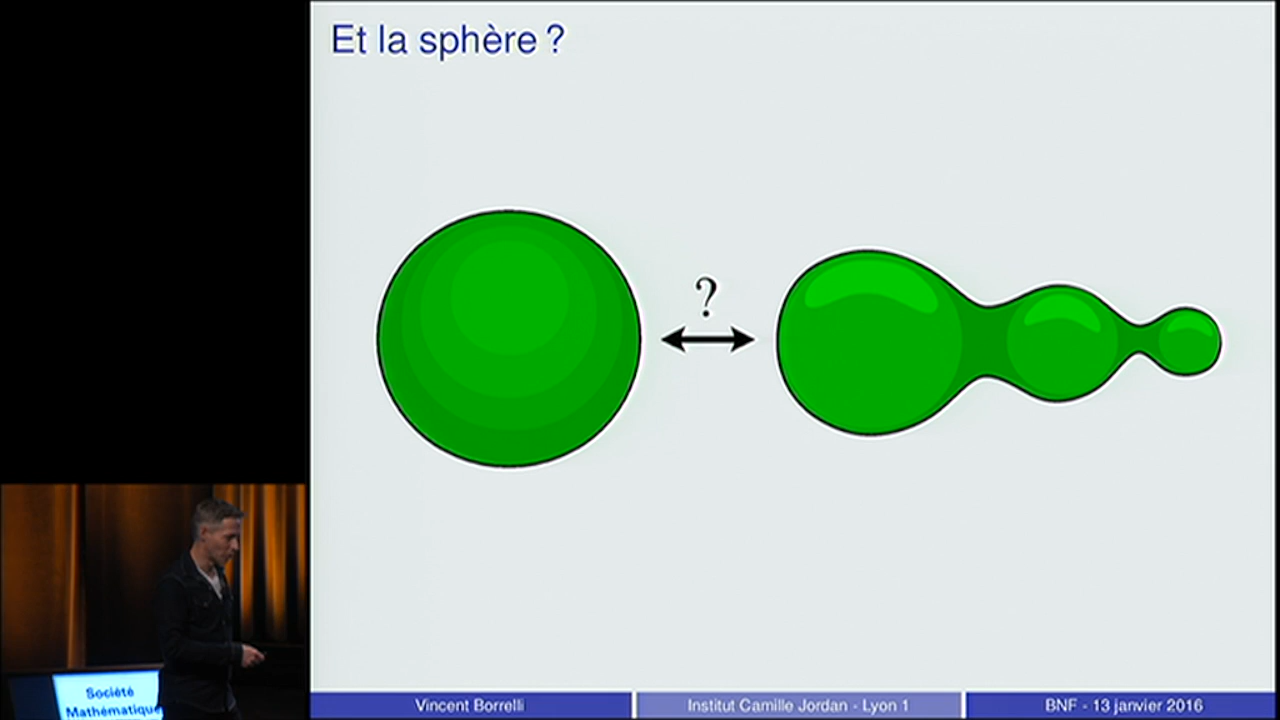 Et la sphère ?
?
Société
Mathématique
Vincent Borrelli
Institut Camille Jordan - Lyon 1
BNF - 13 janvier 2016